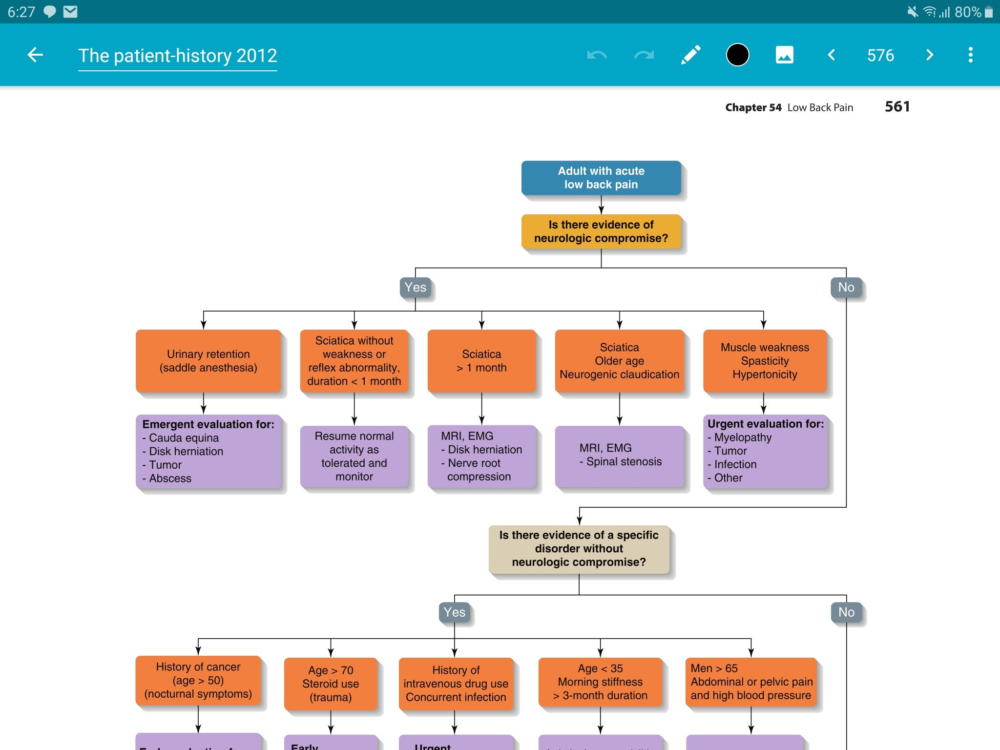 6:27
80%
The patient-history 2012
576
Chapter 54 Low Back Pain 561
Adult with acute
low back pain
Is there evidence of
neurologic compromise?
Yes
No
Urinary retention
(saddle anesthesia)
Sciatica without
weakness or
reflex abnormality,
duration < 1 month
Sciatica
> 1 month
Sciatica
Older age
Neurogenic claudication
Muscle weakness
Spasticity
Hypertonicity
Emergent evaluation for:
- Cauda equina
- Disk herniation
- Tumor
- Abscess
Resume normal
activity as
tolerated and
monitor
MRI, EMG
- Disk herniation
- Nerve root
compression
MRI, EMG
- Spinal stenosis
Urgent evaluation for:
- Myelopathy
- Tumor
- Infection
- Other
Is there evidence of a specific
disorder without
neurologic compromise?
Yes
No
History of cancer
(age > 50)
(nocturnal symptoms)
Age > 70
Steroid use
(trauma)
History of
intravenous drug use
Concurrent infection
Age < 35
Morning stiffness
> 3-month duration
Men > 65
Abdominal or pelvic pain
and high blood pressure
Early
Urgent